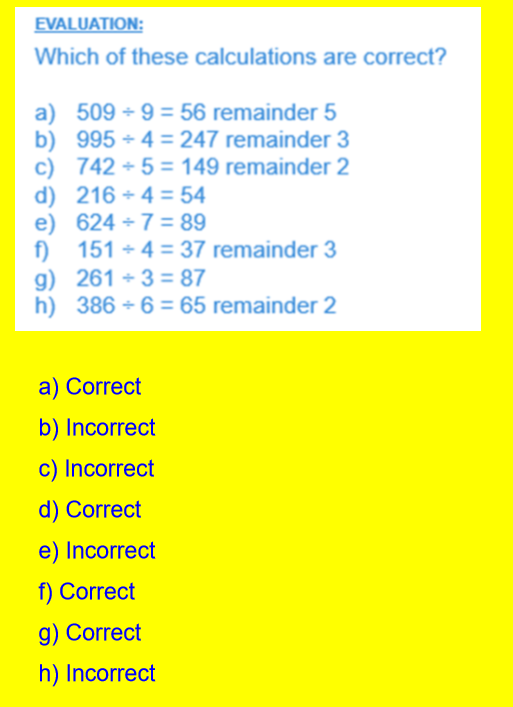 EVALUATION:
Which of these calculations are correct?
a) 509 ÷ 9 = 56 remainder 5
b) 995 ÷ 4 = 247 remainder 3
c) 742 ÷ 5 = 149 remainder 2
d) 216 ÷ 4 = 54
e) 624 ÷ 7 = 89
f) 151 ÷ 4 = 37 remainder 3
g) 261 ÷ 3 = 87
h) 386 ÷ 6 = 65 remainder 2
a) Correct
b) Incorrect
c) Incorrect
d) Correct
e) Incorrect
f) Correct
g) Correct
h) Incorrect